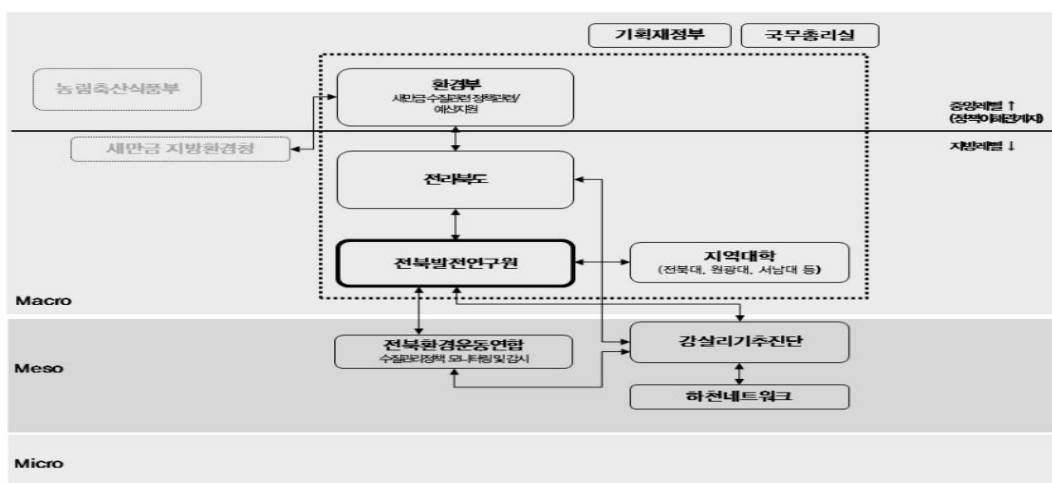 기획재정부
국무총리실
농림축산식품부
환경부
새만금 수질관련 정책관련/
예산지원
중앙레벨 ↑
(정책이해관계자)
새만금 지방환경청
지방레벨 ↓
전라북도
전북발전연구원
지역대학
(전북대, 원광대, 서남대 등)
Macro
전북환경운동연합
수질관리정책 모니터링 및 감시
강살리기추진단
Meso
하천네트워크
Micro